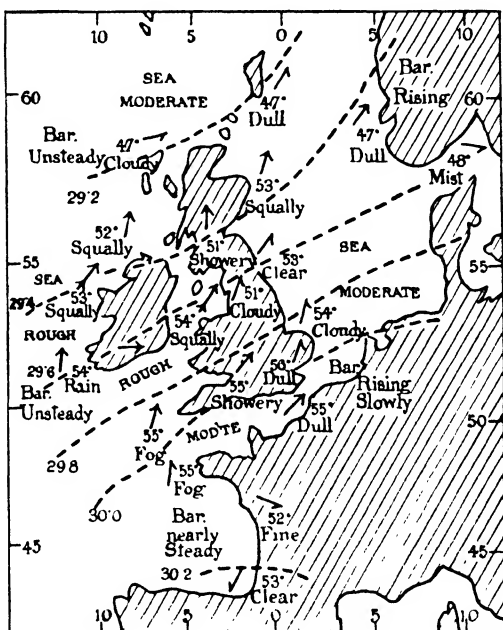 10 5 0 5 10
SEA
MODERATE
60
Bar.
Rising
60
47°
Dull
Bar.
Unsteady
47°
Cloudy
47°
Dull
48°
Mist
29·2
53°
Squally
52°
Squally
55
51°
Showery
53°
Clear
SEA
55
SEA
29·4
53°
Squally
51°
Cloudy
MODERATE
ROUGH
54°
Squally
54°
Cloudy
29·6
54°
Rain
ROUGH
Bar.
Unsteady
55°
Showery
50°
Dull
Bar.
Rising
Slowly
55°
Fog
MOD'TE
55°
Dull
50
29·8
55°
Fog
30·0
Bar.
nearly
Steady
52°
Fine
45
45
30·2
53°
Clear
10 5 0 5 10